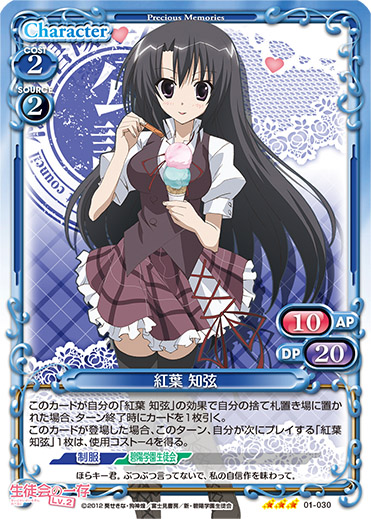 Precious Memories
Character
COST
2
SOURCE
2
council
10 AP
DP 20
紅葉 知弦
このカードが自分の「紅葉 知弦」の効果で自分の捨て札置き場に置か
れた場合、ターン終了時にカードを1枚引く。
このカードが登場した場合、このターン、自分が次にプレイする「紅葉
知弦」1枚は、使用コスト-4を得る。
制服
碧陽学園生徒会
ほらキー君。ぶつぶつ言ってないで、私の自信作を味わって。
生徒会の一存
Lv.2
©2012 葵せきな/狗神煌/富士見書房/新・碧陽学園生徒会
01-030